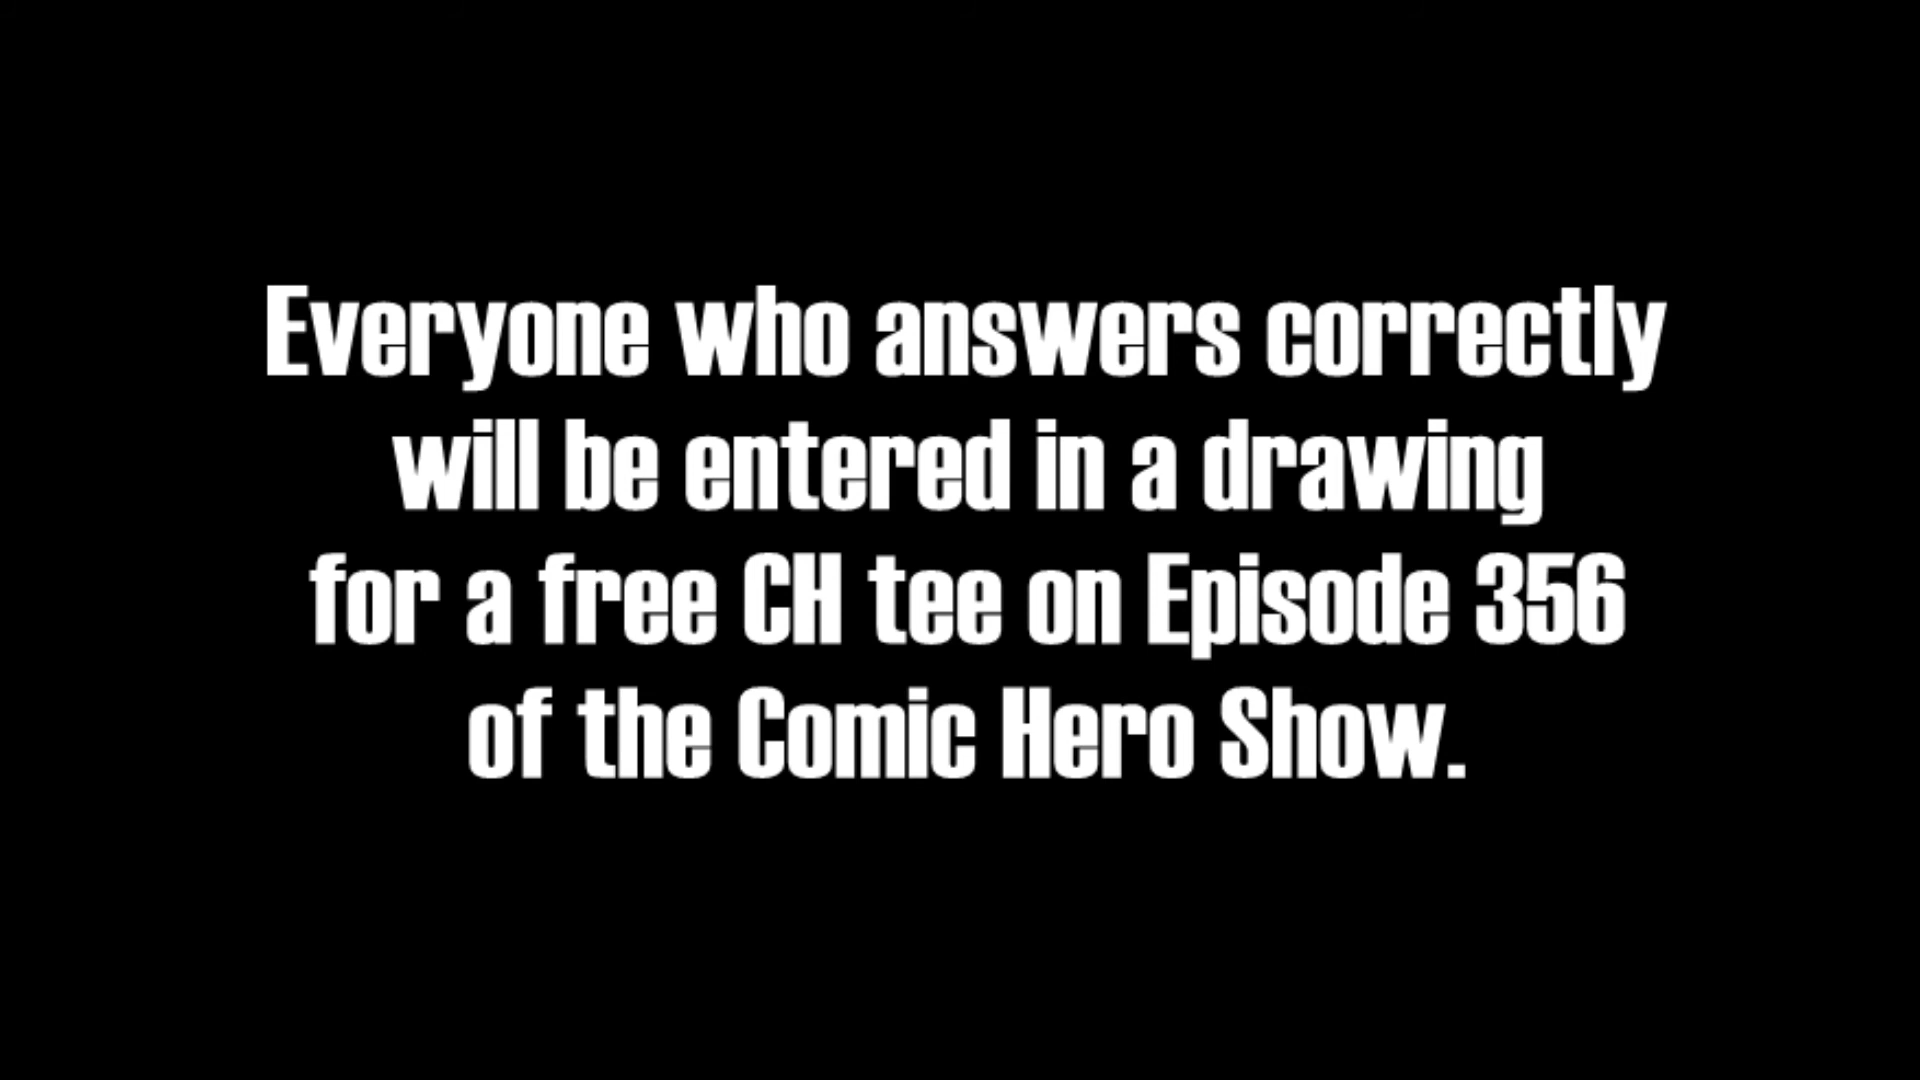 Everyone who answers correctly
will be entered in a drawing
for a free CH tee on Episode 356
of the Comic Hero Show.